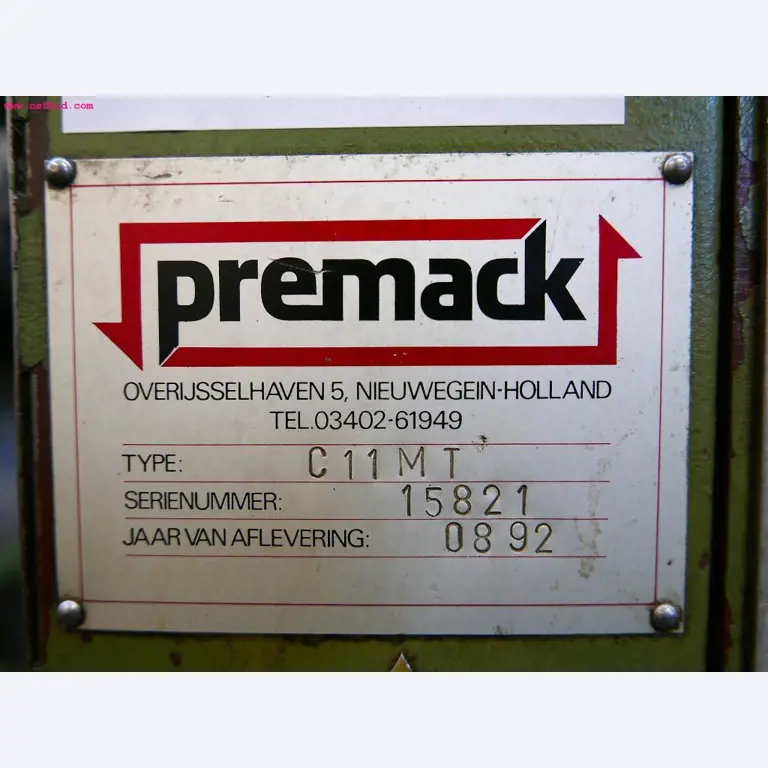 premack
OVERIJSSELHAVEN 5, NIEUWEGEIN-HOLLAND
TEL.03402-61949
TYPE: C11MT
SERIENUMMER: 15821
JAAR VAN AFLEVERING: 0892